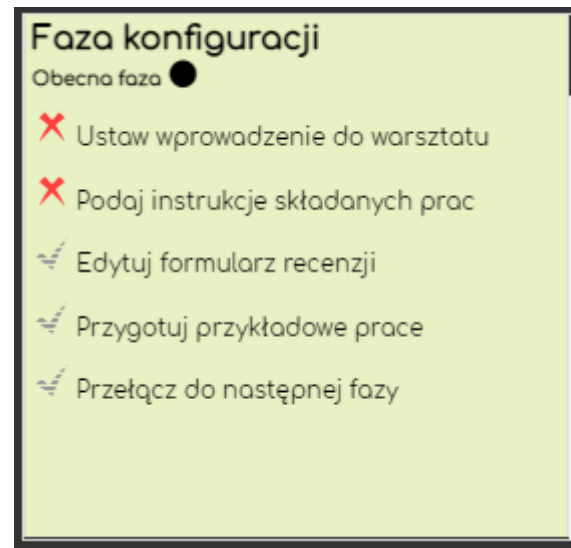 Faza konfiguracji
Obecna faza
Ustaw wprowadzenie do warsztatu
Podaj instrukcje składanych prac
Edytuj formularz recenzji
Przygotuj przykładowe prace
Przełącz do następnej fazy